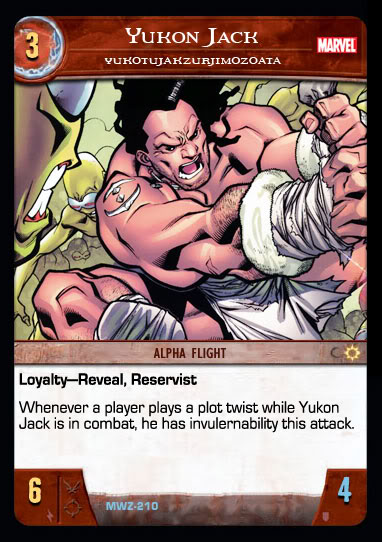 3
YUKON JACK
MARVEL
YUKOTUJAKZURJIMOZOATA
ALPHA FLIGHT
C
Loyalty—Reveal, Reservist
Whenever a player plays a plot twist while Yukon
Jack is in combat, he has invulernability this attack.
6
MWZ-210
4